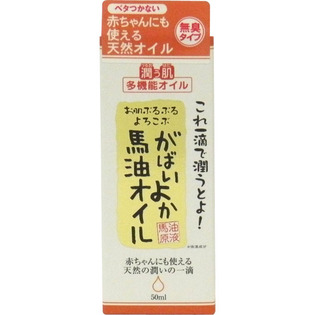 ベタつかない
赤ちゃんにも
使える
天然オイル
無臭
タイプ
潤う肌
多機能オイル
これ一滴で潤うとよ!
お肌ぷるぷる
よろこぶ
がばいよか
馬油オイル
馬油
原液
赤ちゃんにも使える
天然の潤いの一滴
50ml